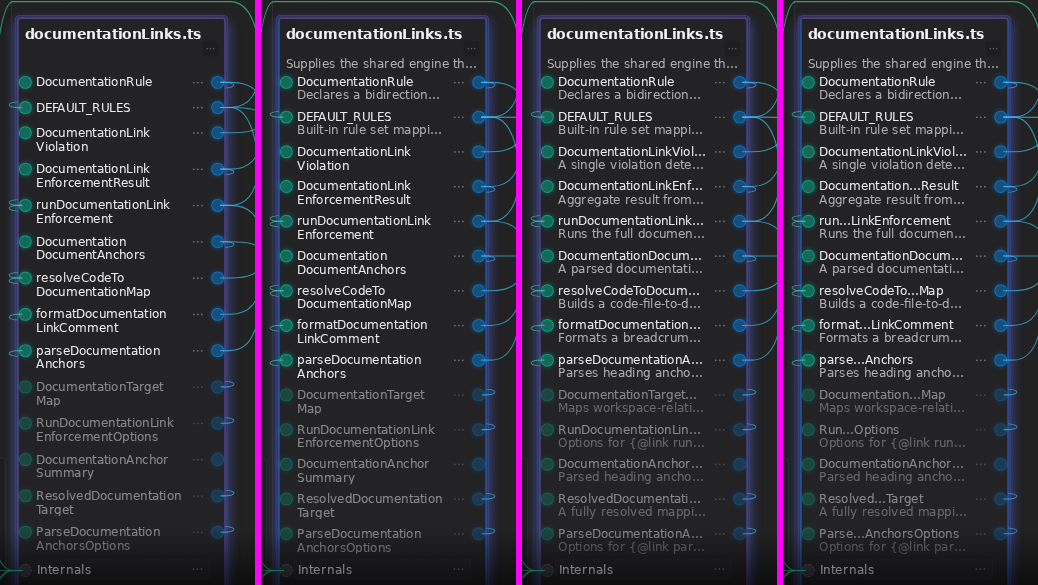 documentationLinks.ts
...
DocumentationRule
...
DEFAULT_RULES
...
DocumentationLink
Violation
...
DocumentationLink
EnforcementResult
...
runDocumentationLink
Enforcement
...
Documentation
DocumentAnchors
...
resolveCodeTo
DocumentationMap
...
formatDocumentation
LinkComment
...
parseDocumentation
Anchors
...
DocumentationTarget
Map
...
RunDocumentationLink
EnforcementOptions
...
DocumentationAnchor
Summary
...
ResolvedDocumentation
Target
...
ParseDocumentation
AnchorsOptions
...
Internals
...
documentationLinks.ts
...
Supplies the shared engine th...
DocumentationRule
...
Declares a bidirection...
DEFAULT_RULES
...
Built-in rule set mappi...
DocumentationLink
Violation
...
DocumentationLink
EnforcementResult
...
runDocumentationLink
Enforcement
...
Documentation
DocumentAnchors
...
resolveCodeTo
DocumentationMap
...
formatDocumentation
LinkComment
...
parseDocumentation
Anchors
...
DocumentationTarget
Map
...
RunDocumentationLink
EnforcementOptions
...
DocumentationAnchor
Summary
...
ResolvedDocumentation
Target
...
ParseDocumentation
AnchorsOptions
...
Internals
...
documentationLinks.ts
...
Supplies the shared engine th...
DocumentationRule
...
Declares a bidirection...
DEFAULT_RULES
...
Built-in rule set mappi...
DocumentationLinkViol...
...
A single violation dete...
DocumentationLinkEnf...
...
Aggregate result from...
runDocumentationLink...
...
Runs the full documen...
DocumentationDocum...
...
A parsed documentati...
resolveCodeToDocum...
...
Builds a code-file-to-d...
formatDocumentation...
...
Formats a breadcrum...
parseDocumentationA...
...
Parses heading ancho...
DocumentationTarget...
...
Maps workspace-relati...
RunDocumentationLin...
...
Options for {@link run...
DocumentationAnchor...
...
Parsed heading ancho...
ResolvedDocumentati...
...
A fully resolved mappi...
ParseDocumentationA...
...
Options for {@link par...
Internals
...
documentationLinks.ts
...
Supplies the shared engine th...
DocumentationRule
...
Declares a bidirection...
DEFAULT_RULES
...
Built-in rule set mappi...
DocumentationLinkViol...
...
A single violation dete...
Documentation...Result
...
Aggregate result from...
run...LinkEnforcement
...
Runs the full documen...
DocumentationDocum...
...
A parsed documentati...
resolveCodeTo...Map
...
Builds a code-file-to-d...
format...LinkComment
...
Formats a breadcrum...
parse...Anchors
...
Parses heading ancho...
Documentation...Map
...
Maps workspace-relati...
Run...Options
...
Options for {@link run...
DocumentationAnchor...
...
Parsed heading ancho...
Resolved...Target
...
A fully resolved mappi...
Parse...AnchorsOptions
...
Options for {@link par...
Internals
...